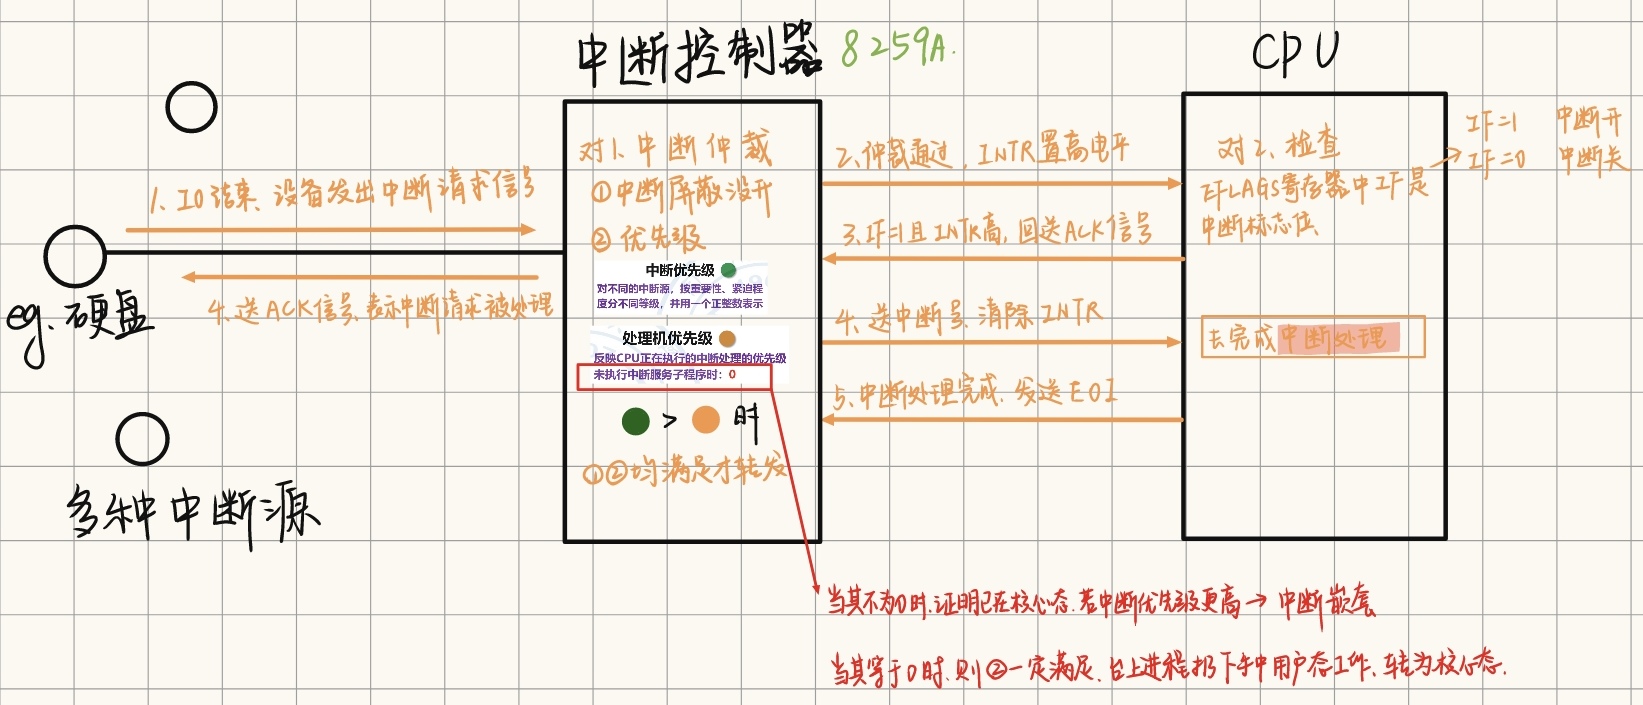 中断控制器 8259A.
CPU
1、IO结束、设备发出中断请求信号
4、送ACK信号、表示中断请求被处理
eg. 硬盘
多种中断源
对1、中断仲裁
①中断屏蔽没开
②优先级
中断优先级
对不同的中断源，按重要性、紧迫程
度分不同等级，并用一个正整数表示
处理机优先级
反映CPU正在执行的中断处理的优先级
未执行中断服务子程序时：0
> 时
①②均满足才转发
2、仲裁通过，INTR置高电平
3、IF=1且INTR高，回送ACK信号
4、送中断号、清除INTR
5、中断处理完成、发送EOI
对2、检查
EFLAGS寄存器中IF是
中断标志位
去完成中断处理
IF=1 中断开
IF=0 中断关
当其不为0时、证明已在核心态、若中断优先级更高→中断嵌套
当其等于0时、则②一定满足、台上进程扔下手中用户态工作、转为核心态.